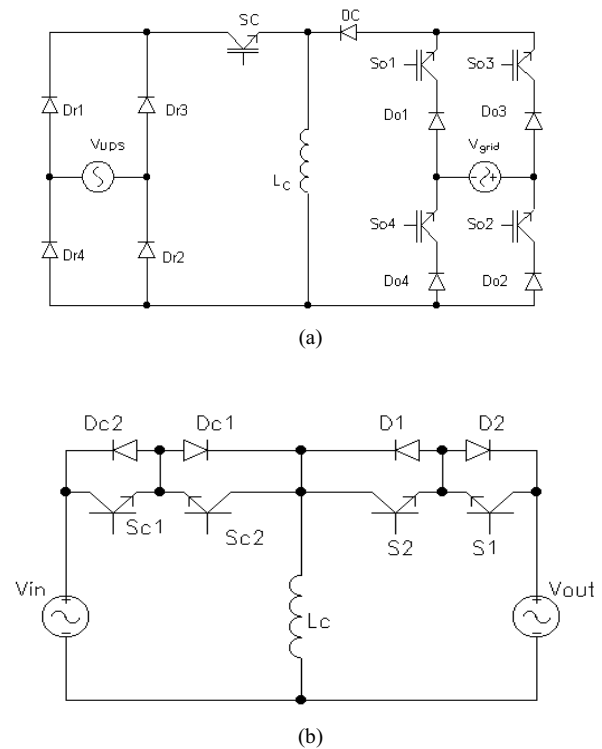 SC
DC
So1
So3
Dr1
Dr3
Do1
Do3
VUPS
Vgrid
LC
So4
So2
Dr4
Dr2
Do4
Do2
(a)
Dc2
Dc1
D1
D2
Sc1
Sc2
S2
S1
Vin
Lc
Vout
(b)